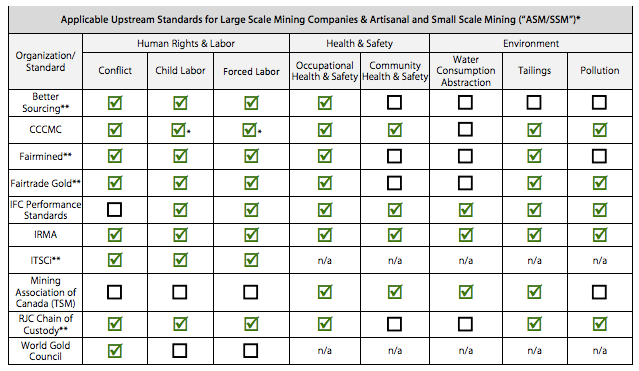 Applicable Upstream Standards for Large Scale Mining Companies & Artisanal and Small Scale Mining (“ASM/SSM”)*
Organization/
Standard
Human Rights & Labor
Health & Safety
Environment
Conflict
Child Labor
Forced Labor
Occupational
Health & Safety
Community
Health & Safety
Water
Consumption
Abstraction
Tailings
Pollution
Better
Sourcing**
CCCMC
*
*
Fairmined**
Fairtrade Gold**
IFC Performance
Standards
IRMA
ITSCi**
n/a
n/a
n/a
n/a
n/a
Mining
Association of
Canada (TSM)
RJC Chain of
Custody**
World Gold
Council
n/a
n/a
n/a
n/a
n/a